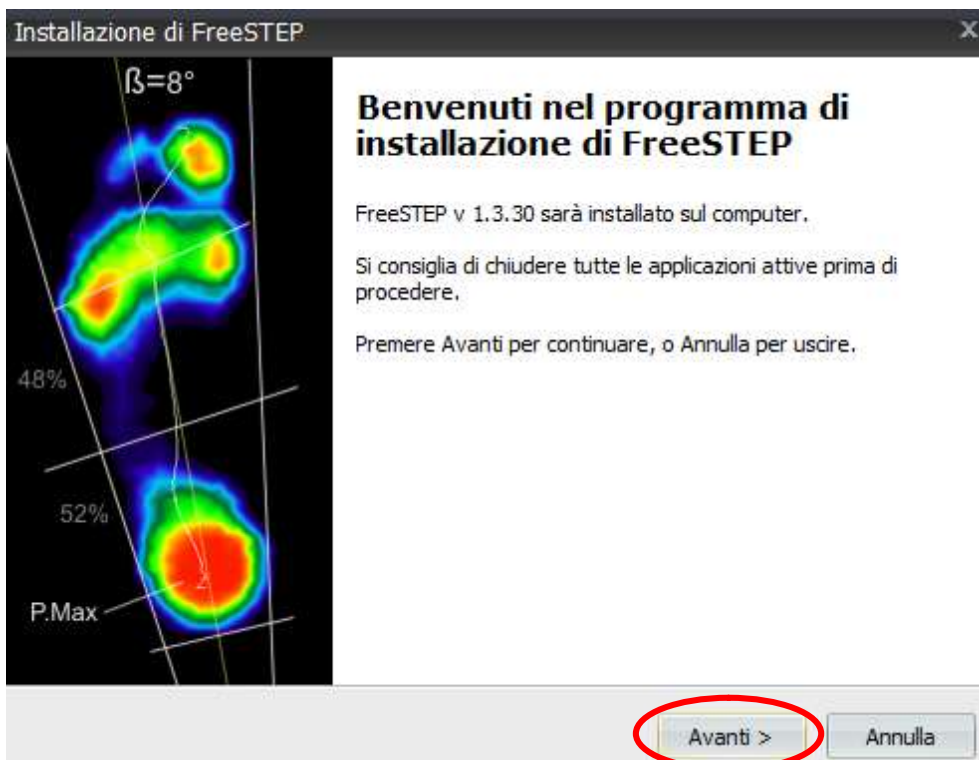 Installazione di FreeSTEP
x
ß=8°
Benvenuti nel programma di
installazione di FreeSTEP
FreeSTEP v 1.3.30 sarà installato sul computer.
Si consiglia di chiudere tutte le applicazioni attive prima di
procedere.
Premere Avanti per continuare, o Annulla per uscire.
48%
52%
P.Max
Avanti >
Annulla